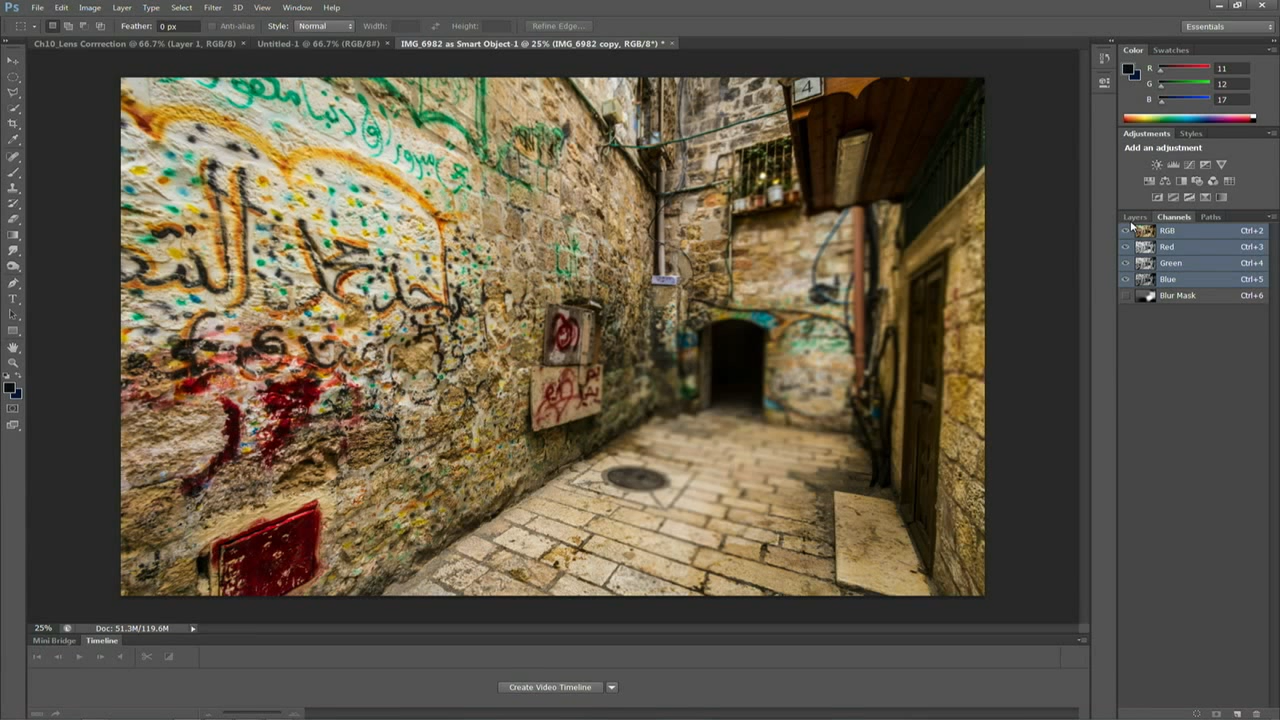 Ps File Edit Image Layer Type Select Filter 3D View Window Help
Feather: 0 px Anti-alias Style: Normal Width: Height: Refine Edge... Essentials
Ch10_Lens Corrrection @ 66.7% (Layer 1, RGB/8) × Untitled-1 @ 66.7% (RGB/8#) × IMG_6982 as Smart Object-1 @ 25% (IMG_6982 copy, RGB/8*) * ×
Color Swatches
R 11
G 12
B 17
Adjustments Styles
Add an adjustment
Layers Channels Paths
RGB Ctrl+2
Red Ctrl+3
Green Ctrl+4
Blue Ctrl+5
Blur Mask Ctrl+6
4
25% Doc: 51.3M/119.6M
Mini Bridge Timeline
Create Video Timeline